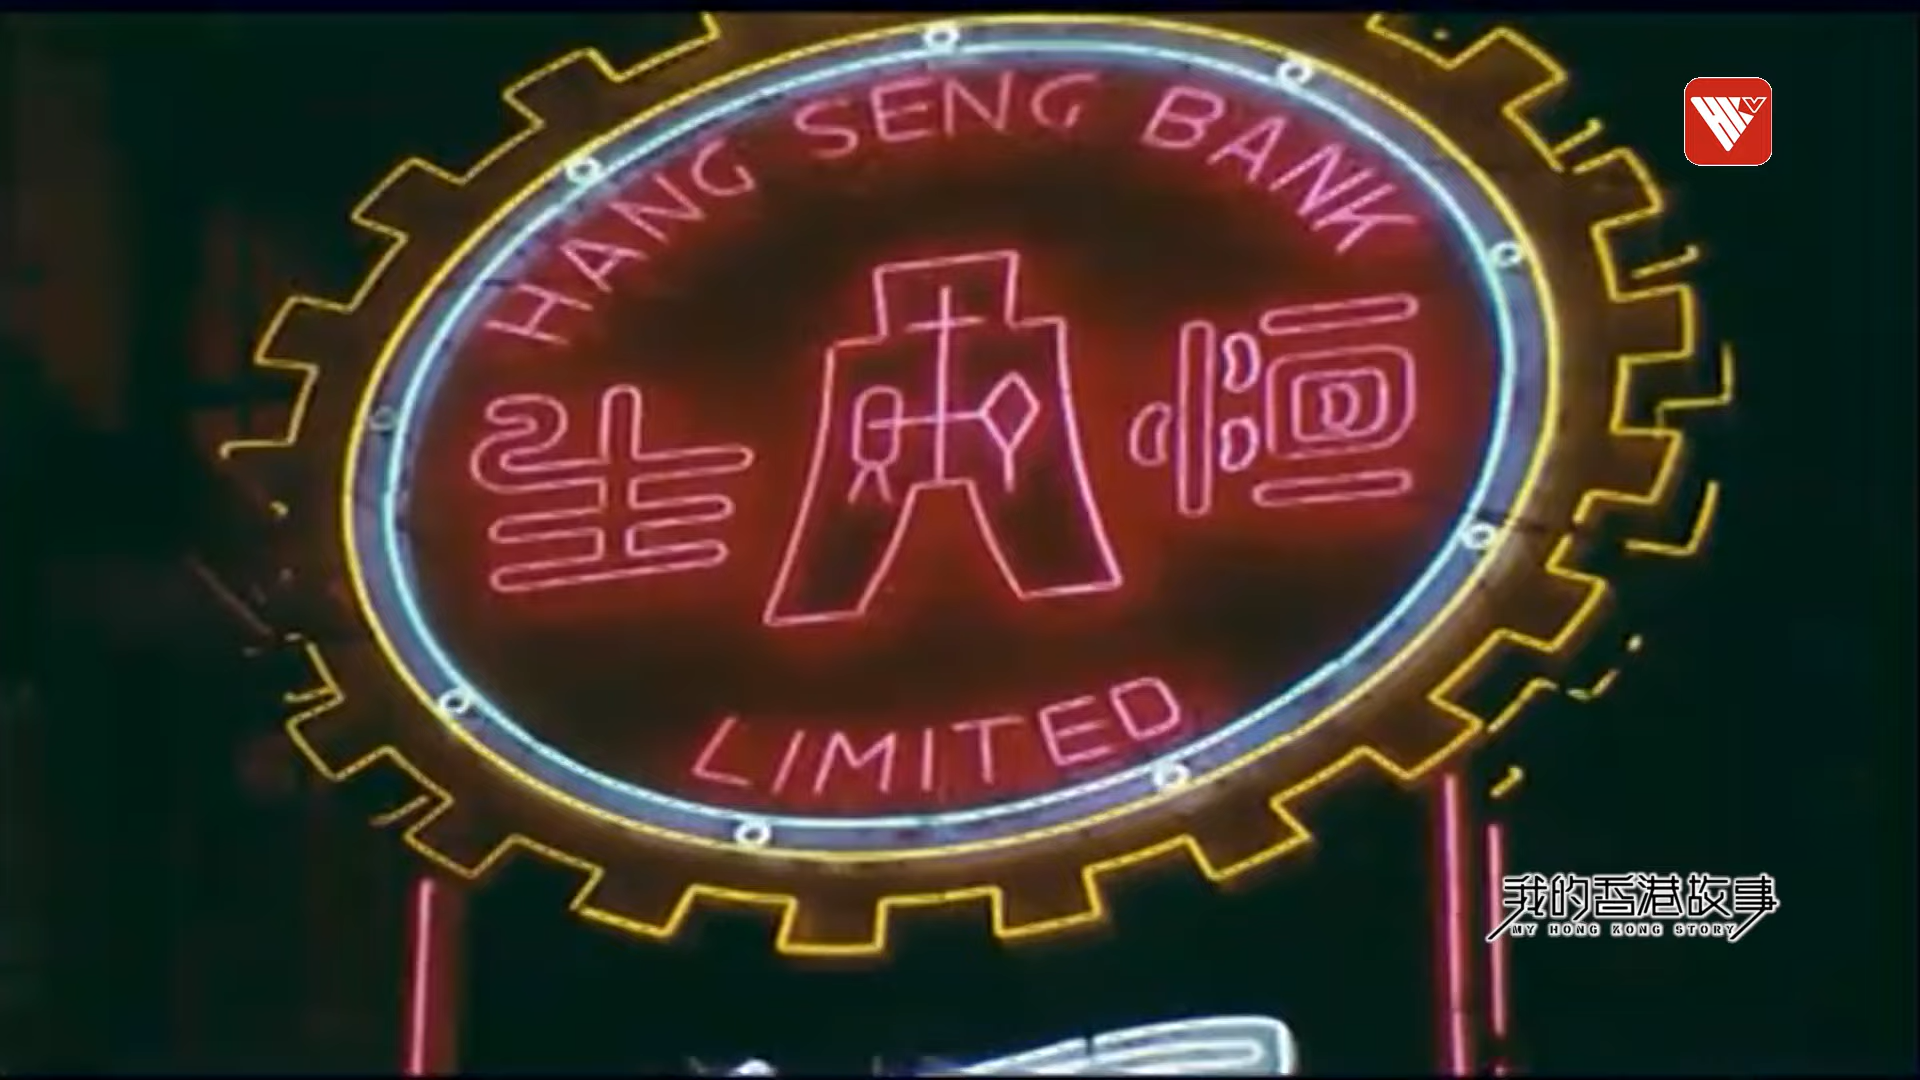 HANG SENG BANK
生 恒
LIMITED
我的香港故事
MY HONG KONG STORY